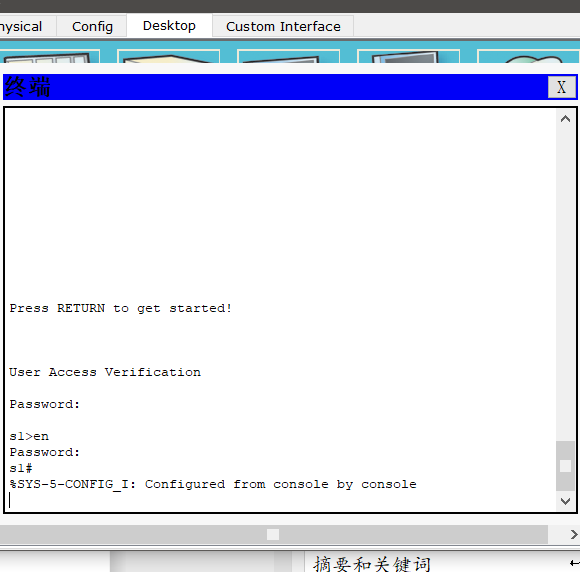 Config
Desktop
Custom Interface
终端
X
Press RETURN to get started!
User Access Verification
Password:
s1>en
Password:
s1#
%SYS-5-CONFIG_I: Configured from console by console
摘要和关键词